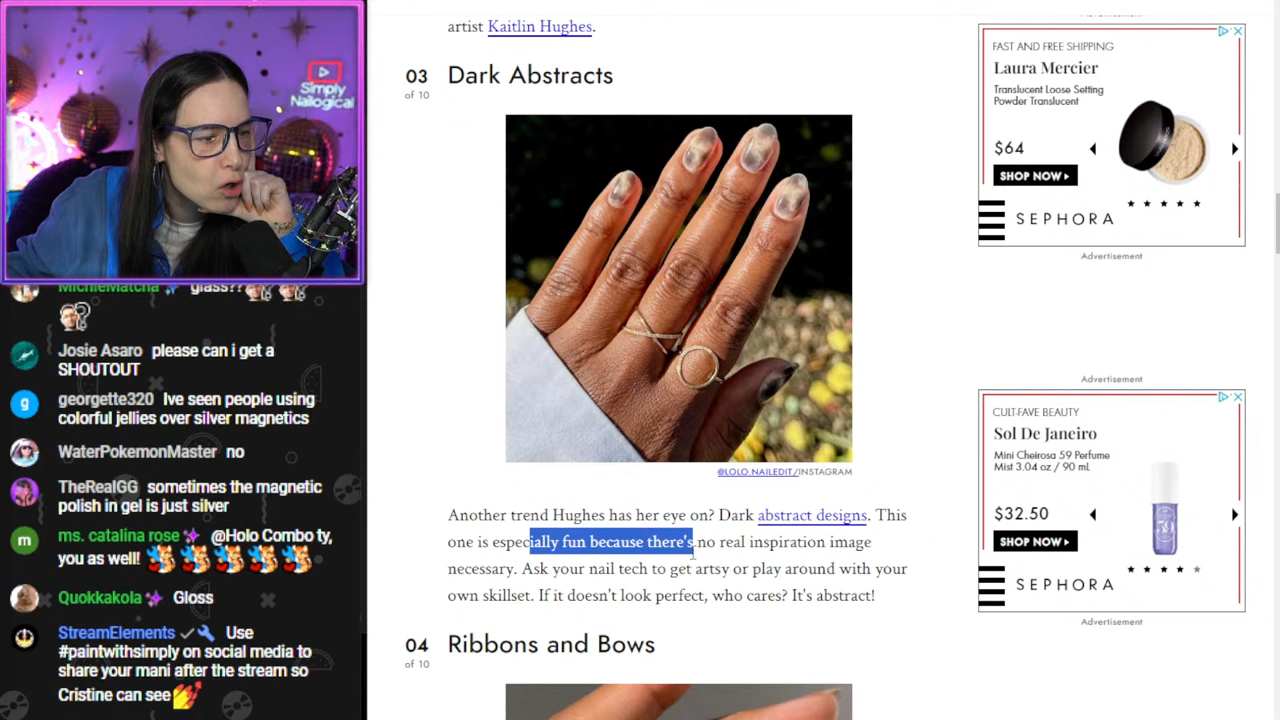 Simply
Nailogical
MichieMatcha glass??
Josie Asaro please can i get a
SHOUTOUT
georgette320 Ive seen people using
colorful jellies over silver magnetics
WaterPokemonMaster no
TheRealGG sometimes the magnetic
polish in gel is just silver
ms. catalina rose @Holo Combo ty,
you as well!
Quokkakola Gloss
StreamElements Use
#paintwithsimply on social media to
share your mani after the stream so
Cristine can see
artist Kaitlin Hughes.
03
of 10
Dark Abstracts
@LOLO.NAILEDIT/INSTAGRAM
Another trend Hughes has her eye on? Dark abstract designs. This
one is especially fun because there's no real inspiration image
necessary. Ask your nail tech to get artsy or play around with your
own skillset. If it doesn't look perfect, who cares? It's abstract!
04
of 10
Ribbons and Bows
FAST AND FREE SHIPPING
Laura Mercier
Translucent Loose Setting
Powder Translucent
$64
SHOP NOW
SEPHORA
Advertisement
Advertisement
CULT-FAVE BEAUTY
Sol De Janeiro
Mini Cheirosa 59 Perfume
Mist 3.04 oz / 90 mL
$32.50
SHOP NOW
SEPHORA
Advertisement